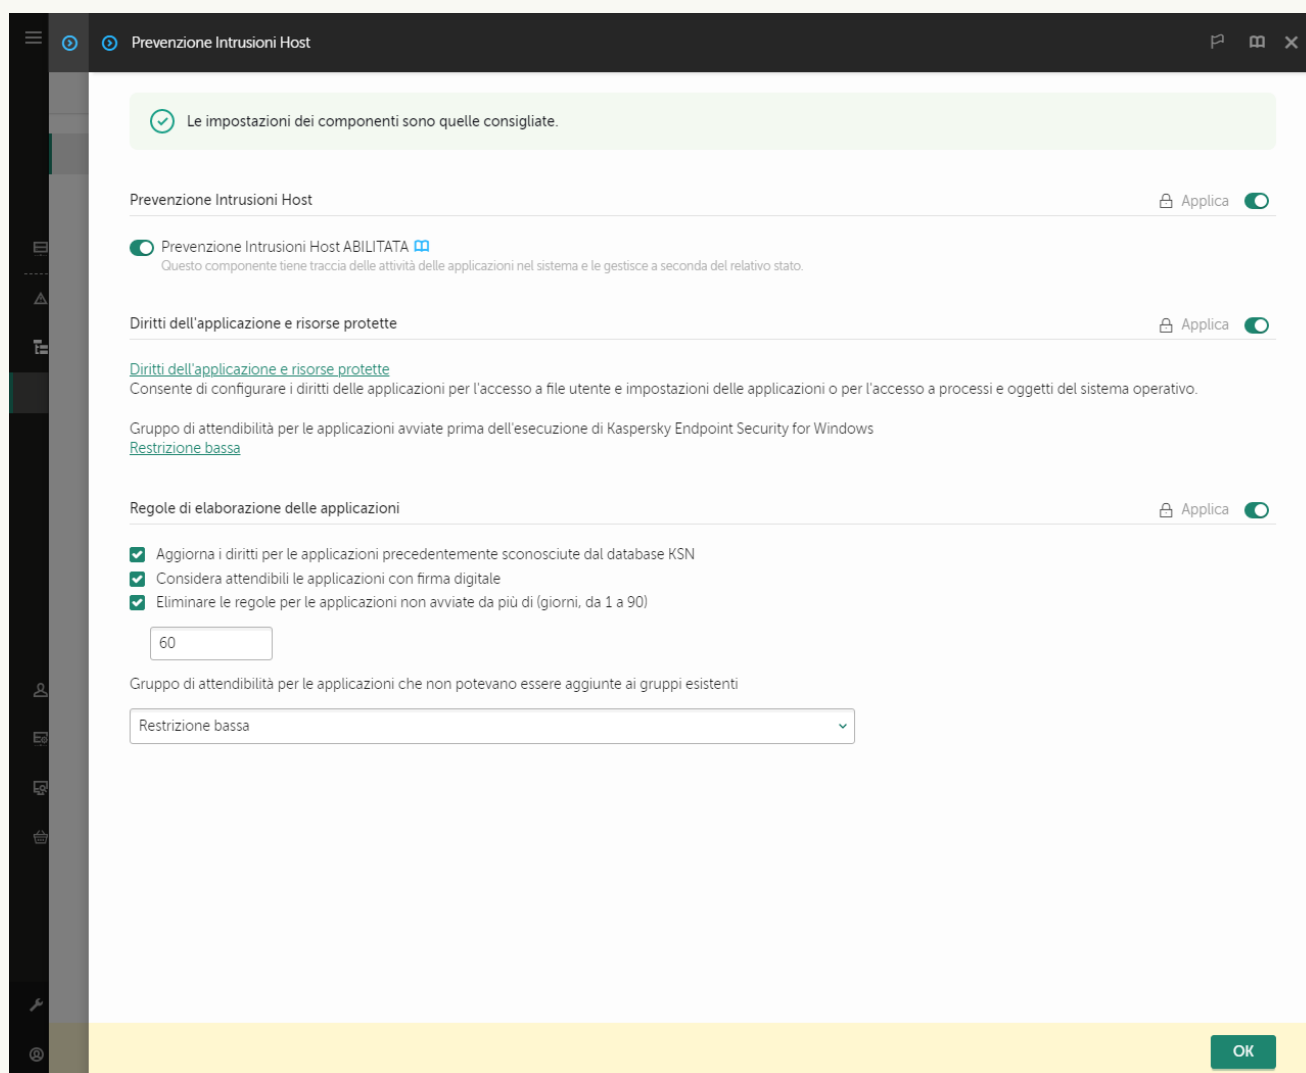 Prevenzione Intrusioni Host
Le impostazioni dei componenti sono quelle consigliate.
Prevenzione Intrusioni Host
Applica
Prevenzione Intrusioni Host ABILITATA
Questo componente tiene traccia delle attività delle applicazioni nel sistema e le gestisce a seconda del relativo stato.
Diritti dell'applicazione e risorse protette
Applica
Diritti dell'applicazione e risorse protette
Consente di configurare i diritti delle applicazioni per l'accesso a file utente e impostazioni delle applicazioni o per l'accesso a processi e oggetti del sistema operativo.
Gruppo di attendibilità per le applicazioni avviate prima dell'esecuzione di Kaspersky Endpoint Security for Windows
Restrizione bassa
Regole di elaborazione delle applicazioni
Applica
Aggiorna i diritti per le applicazioni precedentemente sconosciute dal database KSN
Considera attendibili le applicazioni con firma digitale
Eliminare le regole per le applicazioni non avviate da più di (giorni, da 1 a 90)
60
Gruppo di attendibilità per le applicazioni che non potevano essere aggiunte ai gruppi esistenti
Restrizione bassa
OK